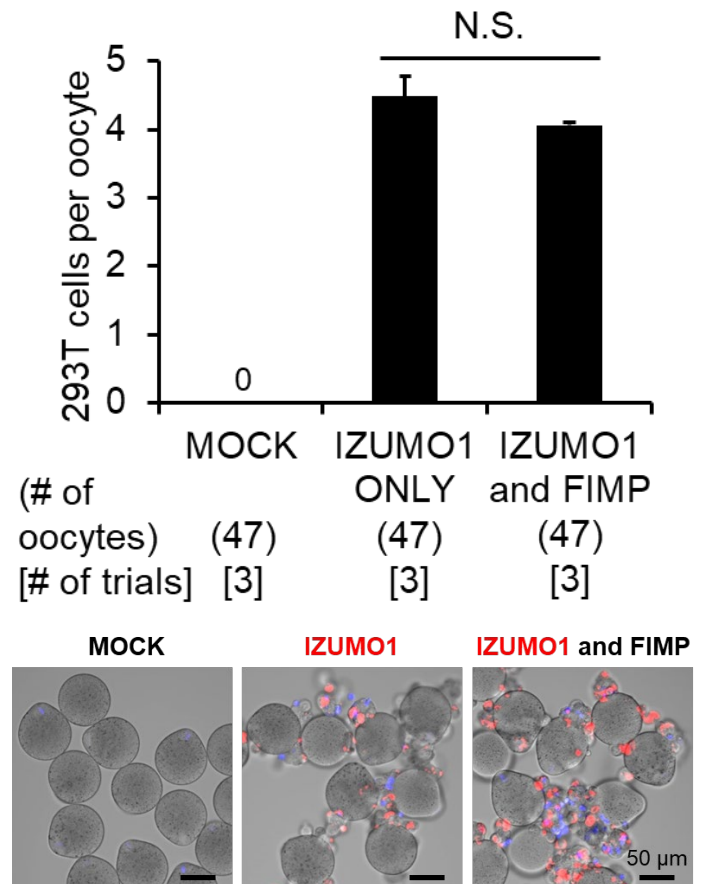 N.S.
5
4
3
2
1
0
293T cells per oocyte
0
MOCK
IZUMO1 ONLY
IZUMO1 and FIMP
(# of oocytes)
(47)
(47)
(47)
[# of trials]
[3]
[3]
[3]
MOCK
IZUMO1
IZUMO1 and FIMP
50 µm